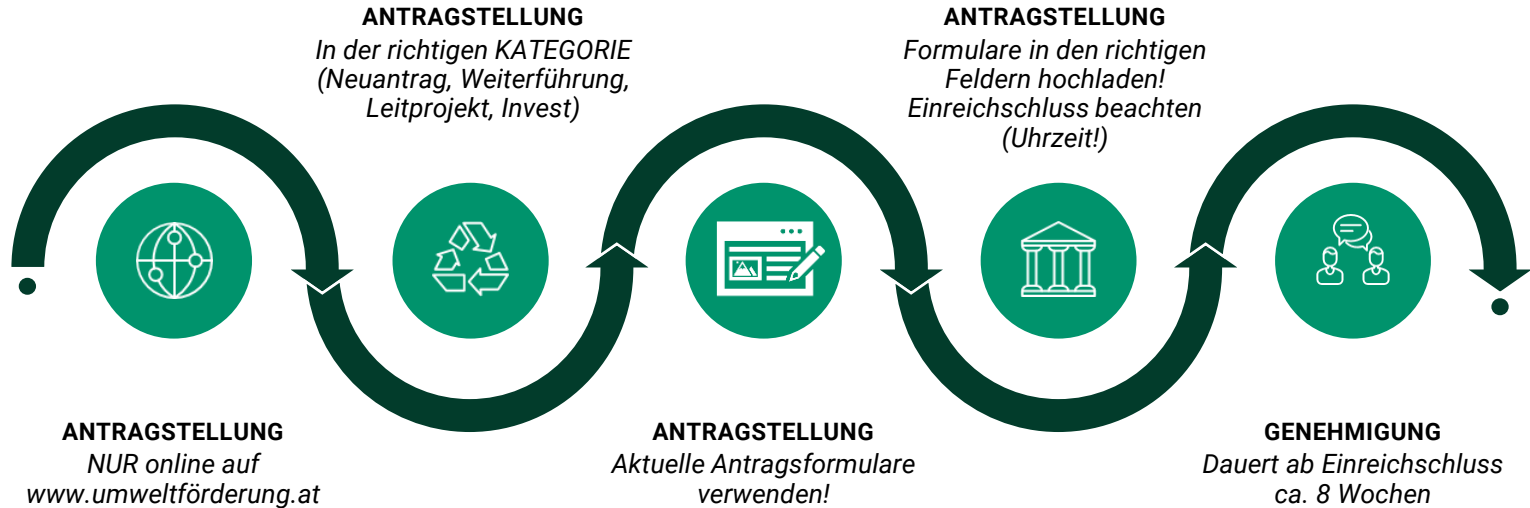 ANTRAGSTELLUNG
NUR online auf
www.umweltförderung.at
ANTRAGSTELLUNG
In der richtigen KATEGORIE
(Neuantrag, Weiterführung,
Leitprojekt, Invest)
ANTRAGSTELLUNG
Aktuelle Antragsformulare
verwenden!
ANTRAGSTELLUNG
Formulare in den richtigen
Feldern hochladen!
Einreichschluss beachten
(Uhrzeit!)
GENEHMIGUNG
Dauert ab Einreichschluss
ca. 8 Wochen